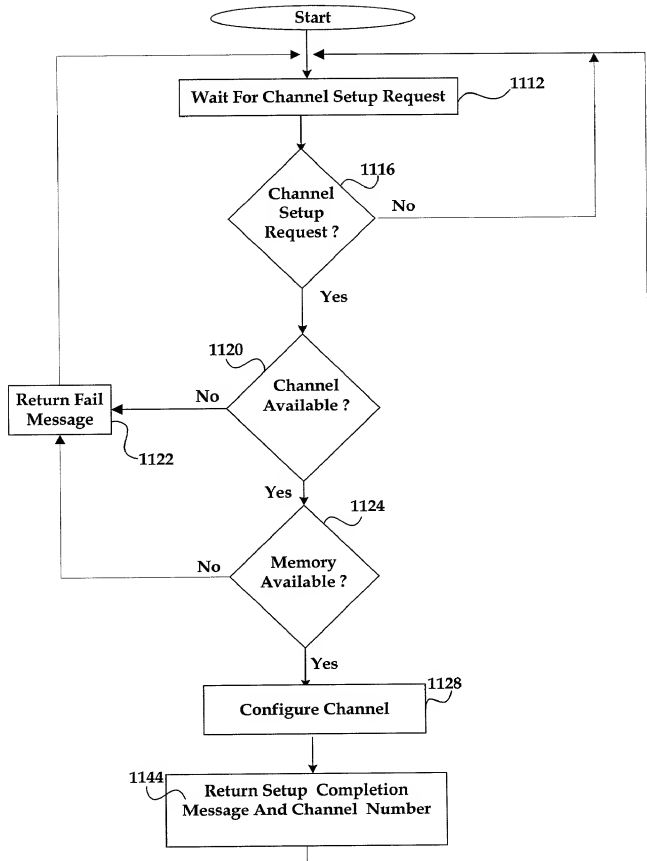 Start
Wait For Channel Setup Request
1112
1116
Channel
Setup
Request ?
No
Yes
1120
Channel
Available ?
No
Return Fail
Message
1122
Yes
1124
Memory
Available ?
No
Yes
1128
Configure Channel
1144
Return Setup Completion
Message And Channel Number